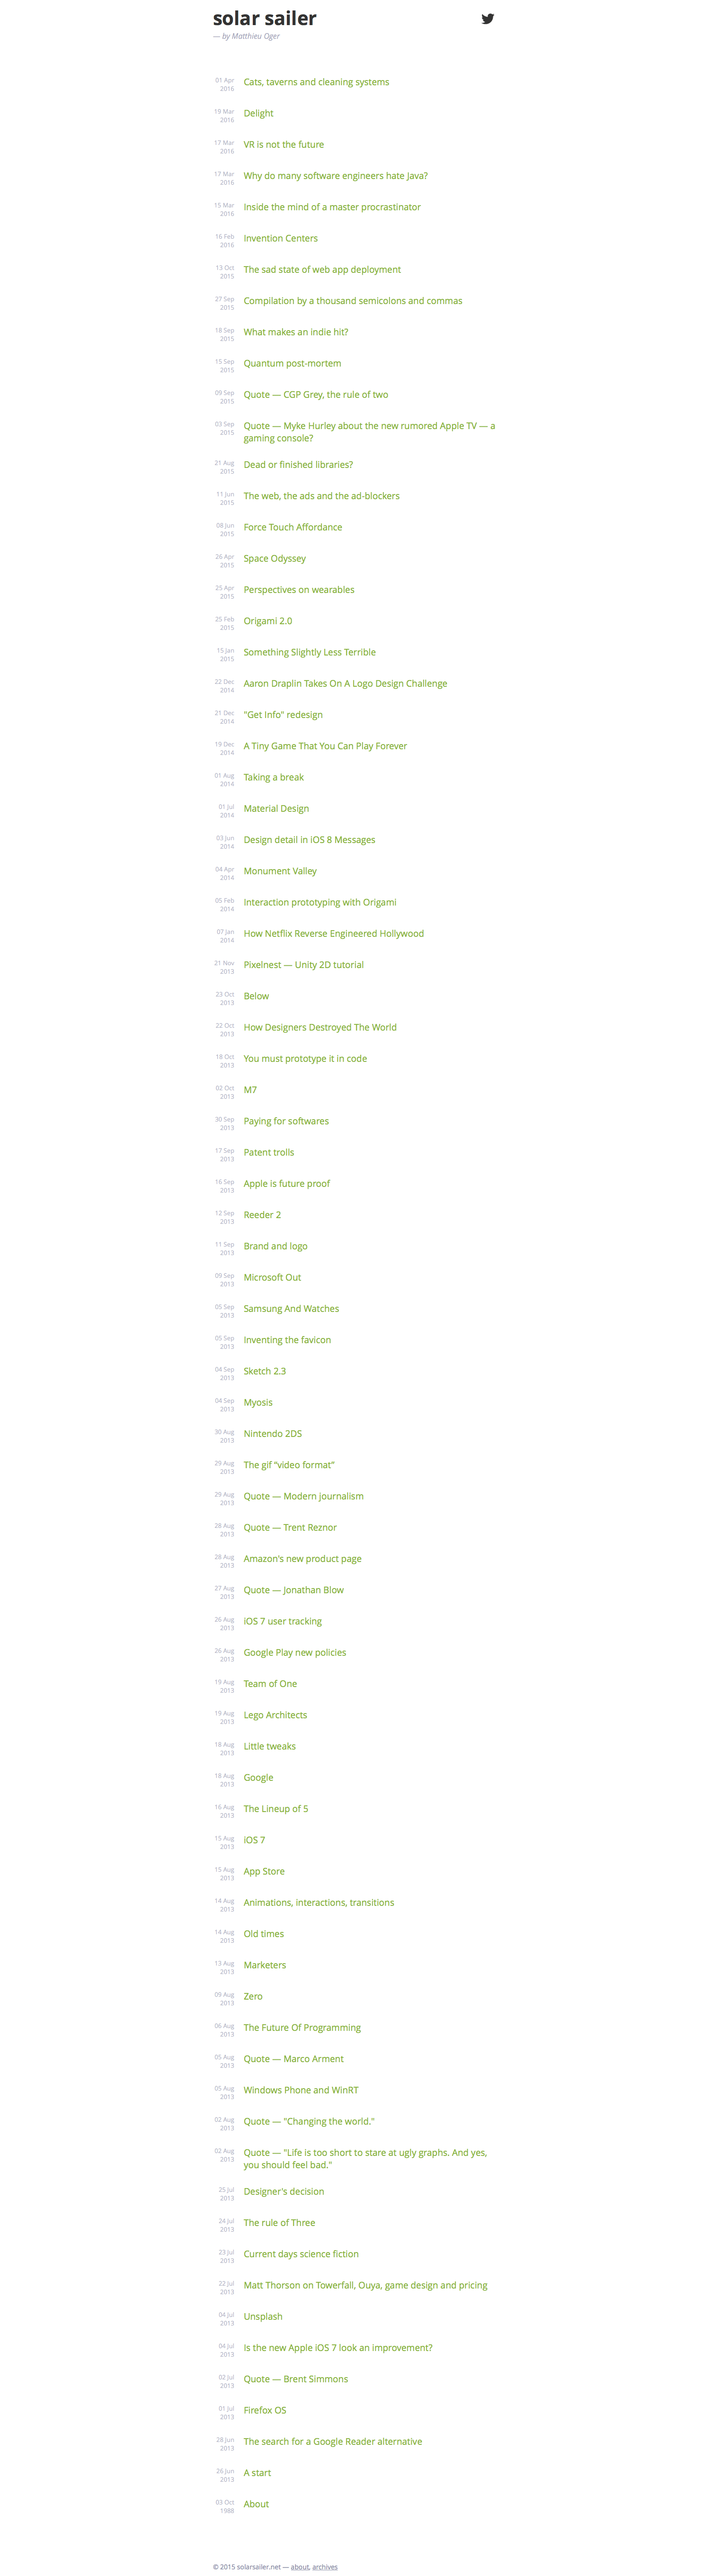 solar sailer
— by Matthieu Oger
01 Apr
2016
Cats, taverns and cleaning systems
19 Mar
2016
Delight
17 Mar
2016
VR is not the future
17 Mar
2016
Why do many software engineers hate Java?
15 Mar
2016
Inside the mind of a master procrastinator
16 Feb
2016
Invention Centers
13 Oct
2015
The sad state of web app deployment
27 Sep
2015
Compilation by a thousand semicolons and commas
18 Sep
2015
What makes an indie hit?
15 Sep
2015
Quantum post-mortem
09 Sep
2015
Quote — CGP Grey, the rule of two
03 Sep
2015
Quote — Myke Hurley about the new rumored Apple TV — a
gaming console?
21 Aug
2015
Dead or finished libraries?
11 Jun
2015
The web, the ads and the ad-blockers
08 Jun
2015
Force Touch Affordance
26 Apr
2015
Space Odyssey
25 Apr
2015
Perspectives on wearables
25 Feb
2015
Origami 2.0
15 Jan
2015
Something Slightly Less Terrible
22 Dec
2014
Aaron Draplin Takes On A Logo Design Challenge
21 Dec
2014
"Get Info" redesign
19 Dec
2014
A Tiny Game That You Can Play Forever
01 Aug
2014
Taking a break
01 Jul
2014
Material Design
03 Jun
2014
Design detail in iOS 8 Messages
04 Apr
2014
Monument Valley
05 Feb
2014
Interaction prototyping with Origami
07 Jan
2014
How Netflix Reverse Engineered Hollywood
21 Nov
2013
Pixelnest — Unity 2D tutorial
23 Oct
2013
Below
22 Oct
2013
How Designers Destroyed The World
18 Oct
2013
You must prototype it in code
02 Oct
2013
M7
30 Sep
2013
Paying for softwares
17 Sep
2013
Patent trolls
16 Sep
2013
Apple is future proof
12 Sep
2013
Reeder 2
11 Sep
2013
Brand and logo
09 Sep
2013
Microsoft Out
05 Sep
2013
Samsung And Watches
05 Sep
2013
Inventing the favicon
04 Sep
2013
Sketch 2.3
04 Sep
2013
Myosis
30 Aug
2013
Nintendo 2DS
29 Aug
2013
The gif “video format”
29 Aug
2013
Quote — Modern journalism
28 Aug
2013
Quote — Trent Reznor
28 Aug
2013
Amazon's new product page
27 Aug
2013
Quote — Jonathan Blow
26 Aug
2013
iOS 7 user tracking
26 Aug
2013
Google Play new policies
19 Aug
2013
Team of One
19 Aug
2013
Lego Architects
18 Aug
2013
Little tweaks
18 Aug
2013
Google
16 Aug
2013
The Lineup of 5
15 Aug
2013
iOS 7
15 Aug
2013
App Store
14 Aug
2013
Animations, interactions, transitions
14 Aug
2013
Old times
13 Aug
2013
Marketers
09 Aug
2013
Zero
06 Aug
2013
The Future Of Programming
05 Aug
2013
Quote — Marco Arment
05 Aug
2013
Windows Phone and WinRT
02 Aug
2013
Quote — "Changing the world."
02 Aug
2013
Quote — "Life is too short to stare at ugly graphs. And yes,
you should feel bad."
25 Jul
2013
Designer's decision
24 Jul
2013
The rule of Three
23 Jul
2013
Current days science fiction
22 Jul
2013
Matt Thorson on Towerfall, Ouya, game design and pricing
04 Jul
2013
Unsplash
04 Jul
2013
Is the new Apple iOS 7 look an improvement?
02 Jul
2013
Quote — Brent Simmons
01 Jul
2013
Firefox OS
28 Jun
2013
The search for a Google Reader alternative
26 Jun
2013
A start
03 Oct
1988
About
© 2015 solarsailer.net — about, archives